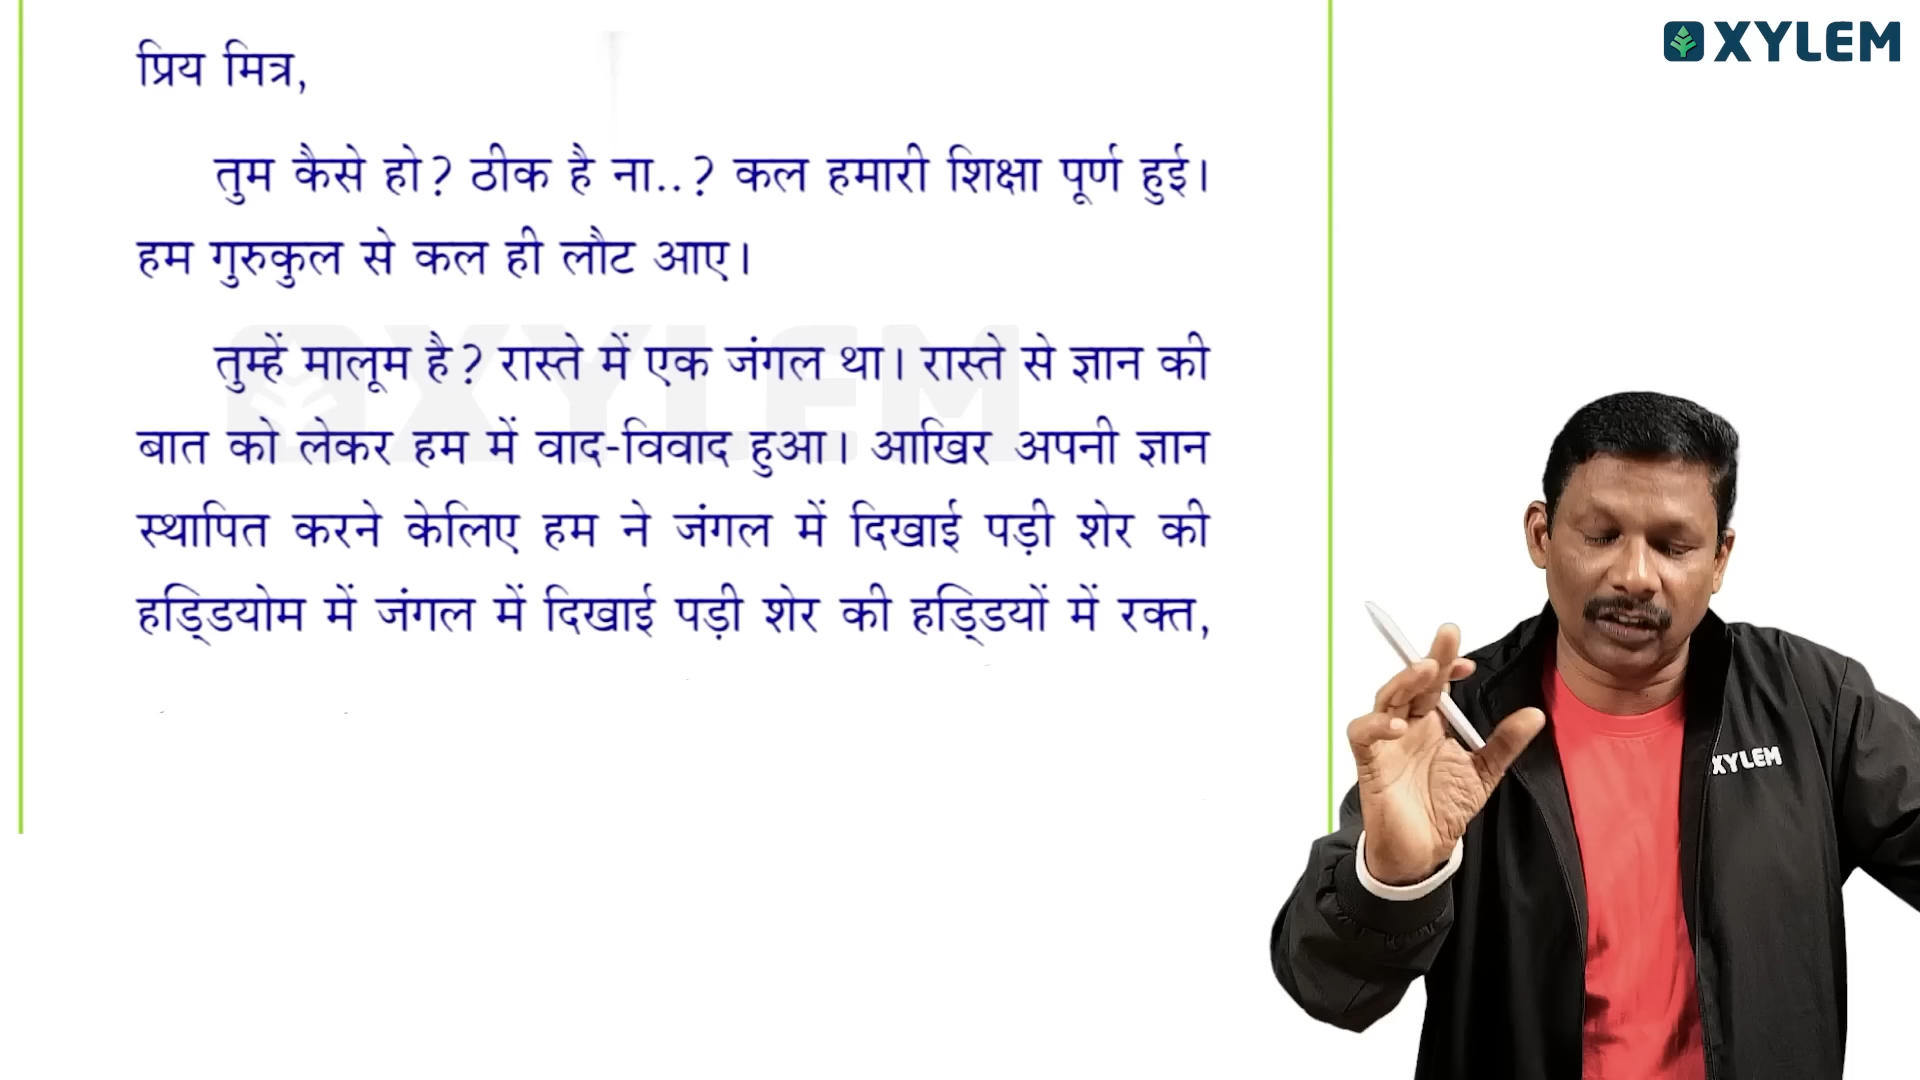 XYLEM
प्रिय मित्र,
तुम कैसे हो? ठीक है ना..? कल हमारी शिक्षा पूर्ण हुई।
हम गुरुकुल से कल ही लौट आए।
तुम्हें मालूम है? रास्ते में एक जंगल था। रास्ते से ज्ञान की
बात को लेकर हम में वाद-विवाद हुआ। आखिर अपनी ज्ञान
स्थापित करने केलिए हम ने जंगल में दिखाई पड़ी शेर की
हड्डियोम में जंगल में दिखाई पड़ी शेर की हड्डियों में रक्त,
XYLEM
XYLEM